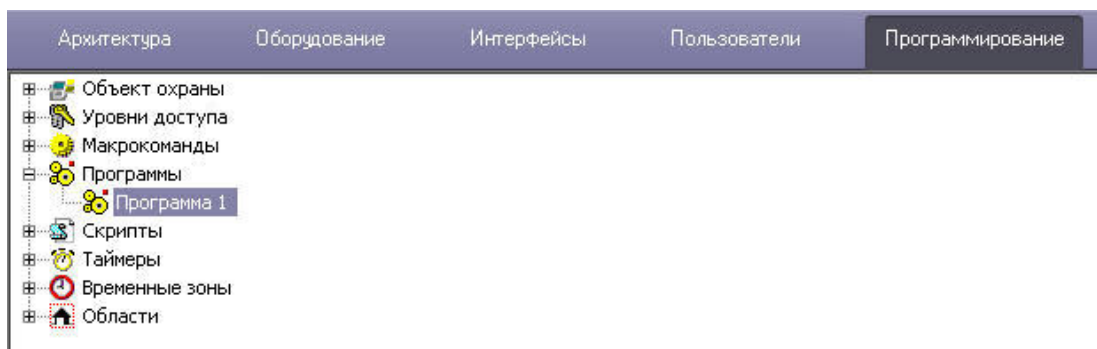 Архитектура Оборудование Интерфейсы Пользователи Программирование
Объект охраны
Уровни доступа
Макрокоманды
Программы
Программа 1
Скрипты
Таймеры
Временные зоны
Области